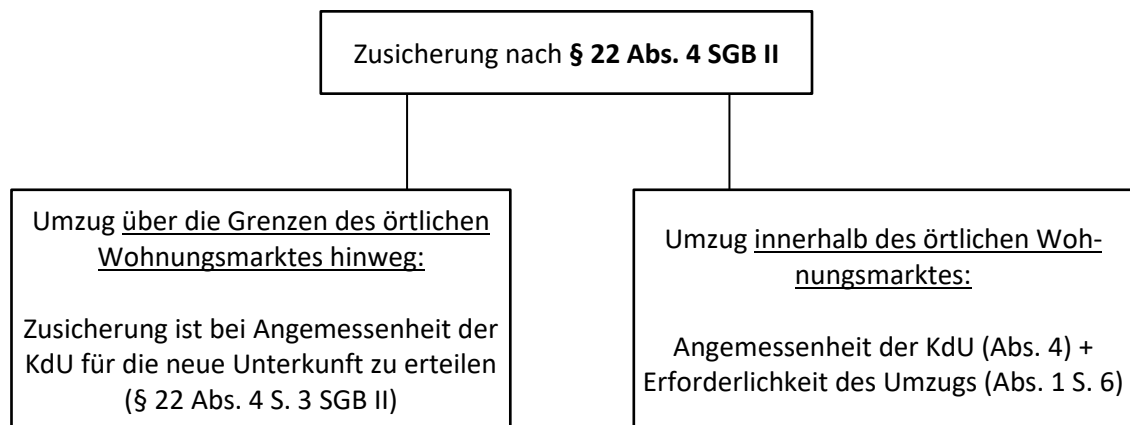 Zusicherung nach § 22 Abs. 4 SGB II
Umzug über die Grenzen des örtlichen
Wohnungsmarktes hinweg:
Zusicherung ist bei Angemessenheit der
KdU für die neue Unterkunft zu erteilen
(§ 22 Abs. 4 S. 3 SGB II)
Umzug innerhalb des örtlichen Woh-
nungsmarktes:
Angemessenheit der KdU (Abs. 4) +
Erforderlichkeit des Umzugs (Abs. 1 S. 6)